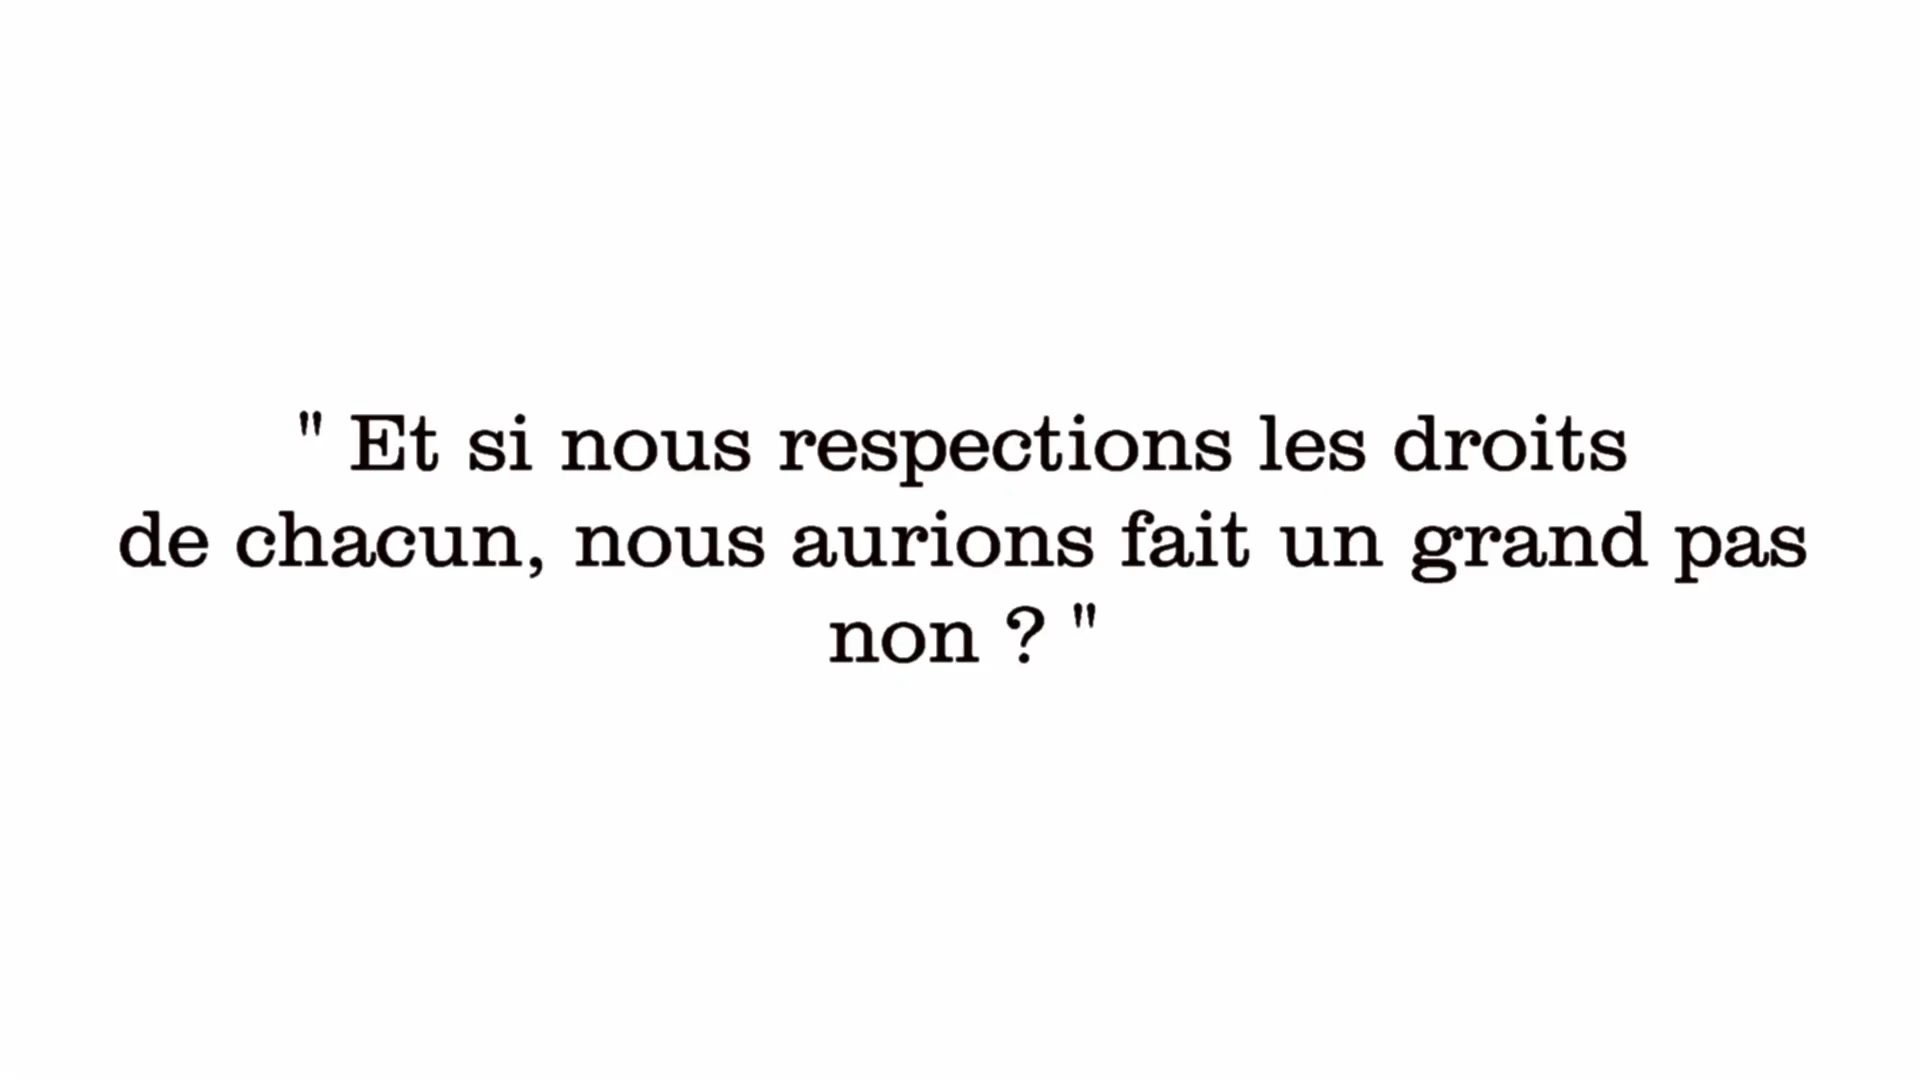 " Et si nous respections les droits
de chacun, nous aurions fait un grand pas
non ? "